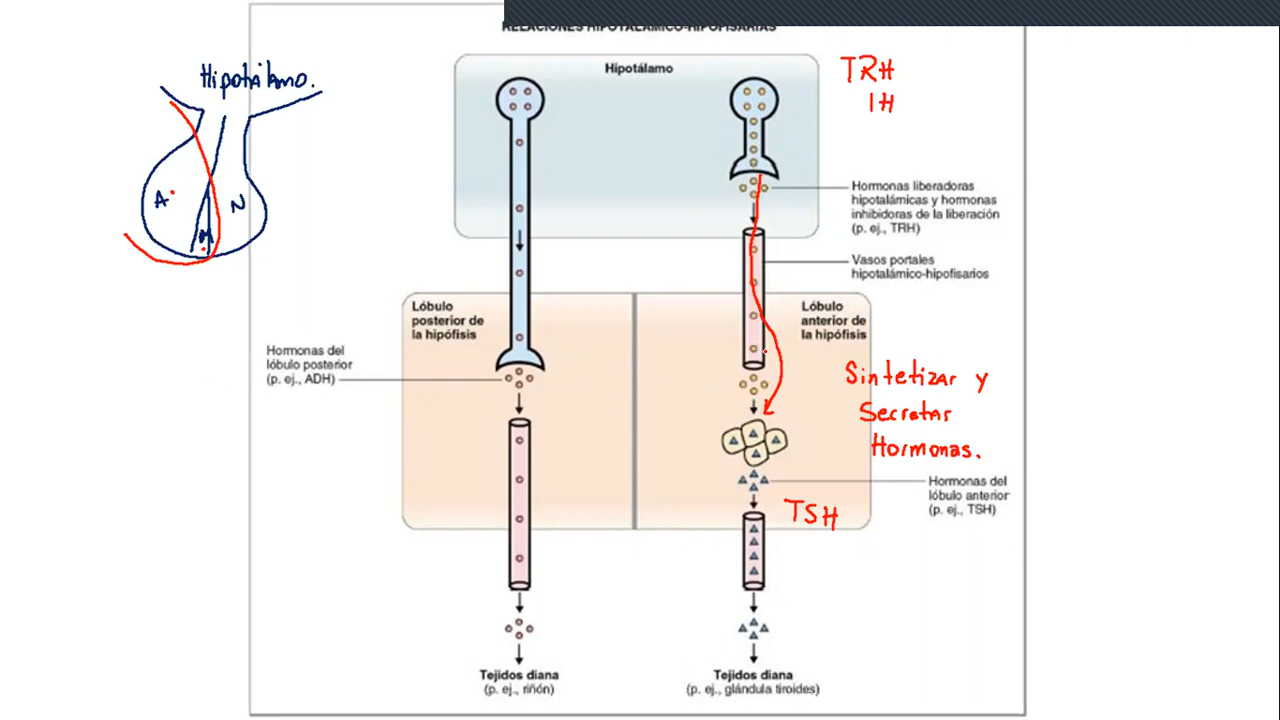 RELACIONES HIPOTALÁMICO-HIPOFISARIAS
Hipotálamo.
Hipotálamo
TRH
IH
A
N
M
Hormonas liberadoras
hipotalámicas y hormonas
inhibidoras de la liberación
(p. ej., TRH)
Vasos portales
hipotalámico-hipofisarios
Lóbulo
posterior de
la hipófisis
Lóbulo
anterior de
la hipófisis
Hormonas del
lóbulo posterior
(p. ej., ADH)
Sintetizar y
Secretar
Hormonas.
Hormonas del
lóbulo anterior
(p. ej., TSH)
TSH
Tejidos diana
(p. ej., riñón)
Tejidos diana
(p. ej., glándula tiroides)